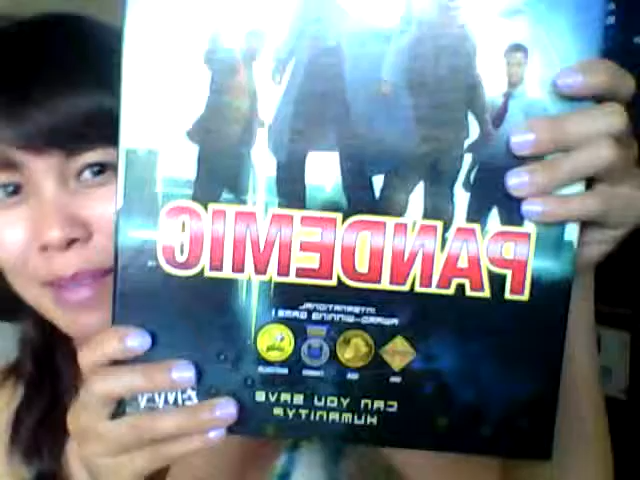 PANDEMIC
INTERNATIONAL
AWARD-WINNING GAME!
CAN YOU SAVE
HUMANITY?